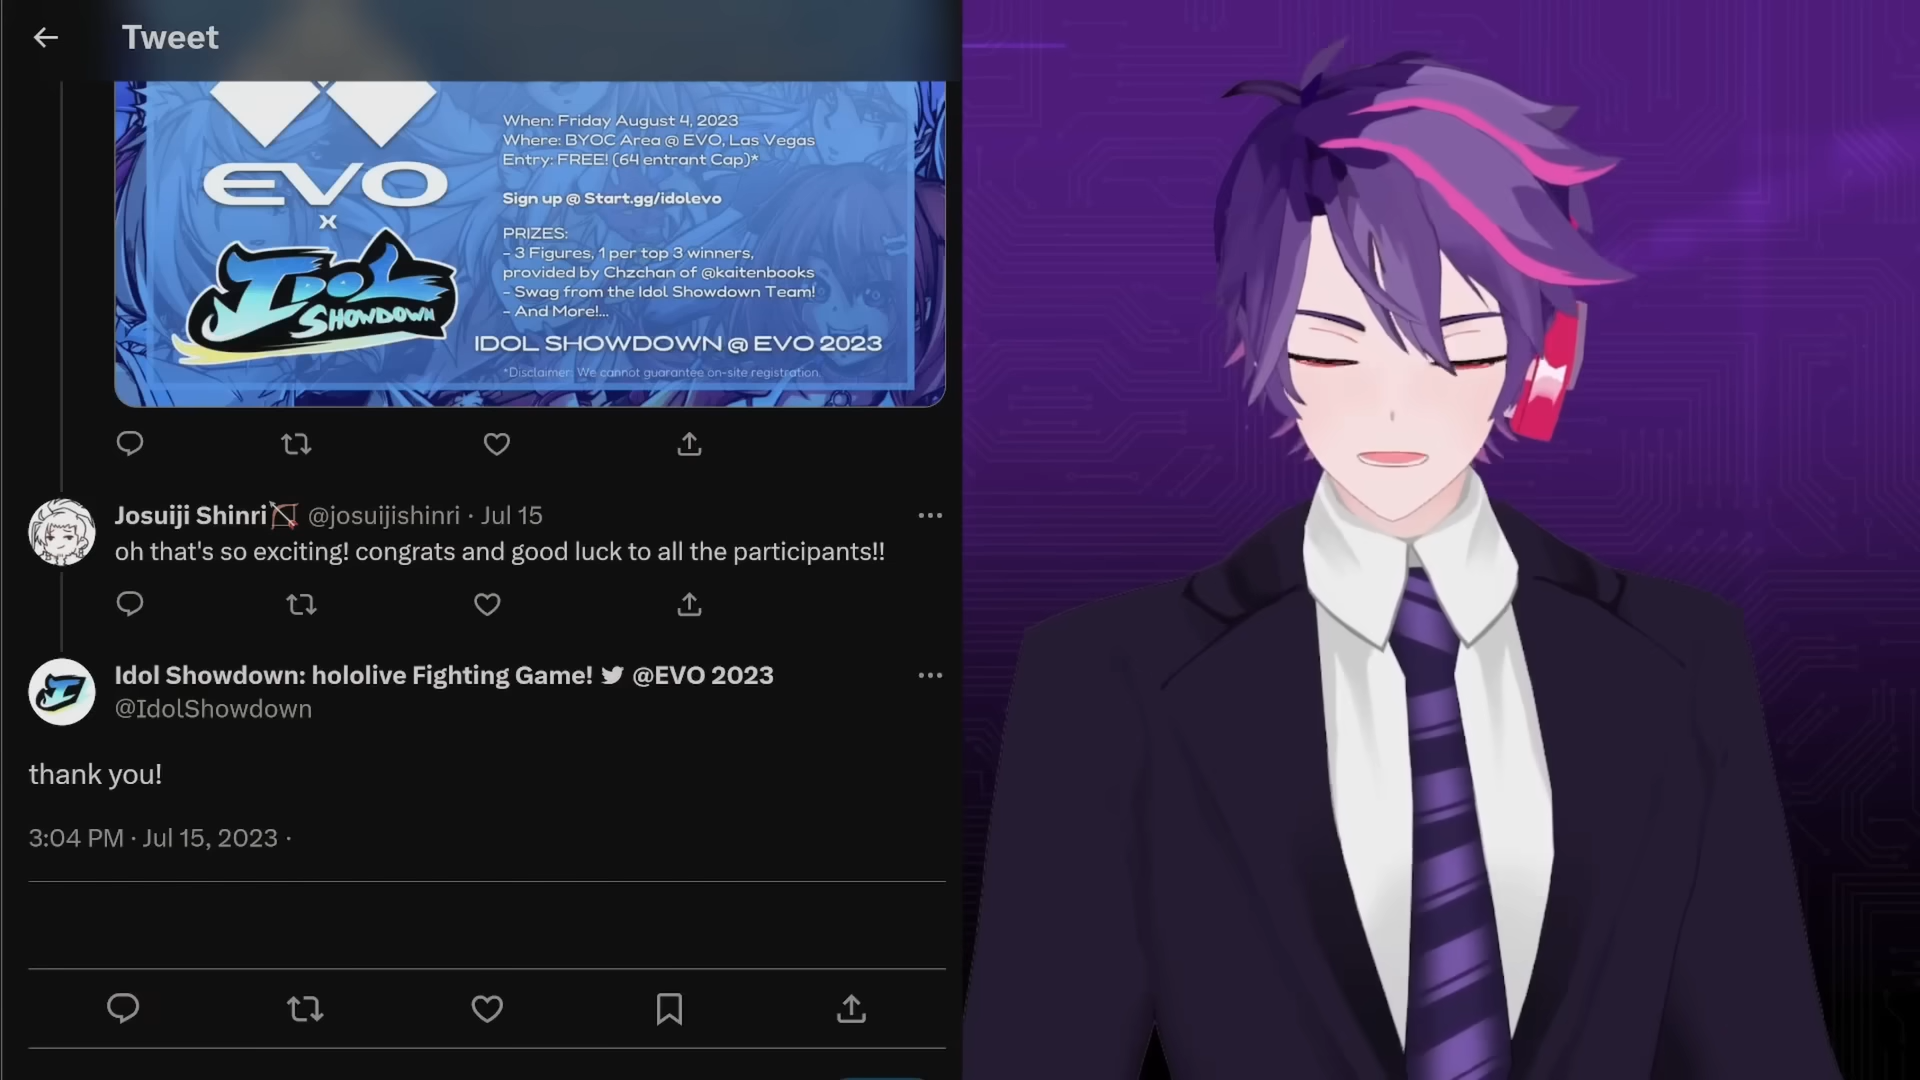 Tweet
EVO
X
IDOL
SHOWDOWN
When: Friday August 4, 2023
Where: BYOC Area @ EVO, Las Vegas
Entry: FREE! (64 entrant Cap)*
Sign up @ Start.gg/idolevo
PRIZES:
- 3 Figures, 1 per top 3 winners,
provided by Chzchan of @kaitenbooks
- Swag from the Idol Showdown Team!
- And More!...
IDOL SHOWDOWN @ EVO 2023
*Disclaimer: We cannot guarantee on-site registration.
Josuiji Shinri @josuijishinri · Jul 15
oh that's so exciting! congrats and good luck to all the participants!!
Idol Showdown: hololive Fighting Game! @EVO 2023
@IdolShowdown
thank you!
3:04 PM · Jul 15, 2023 ·